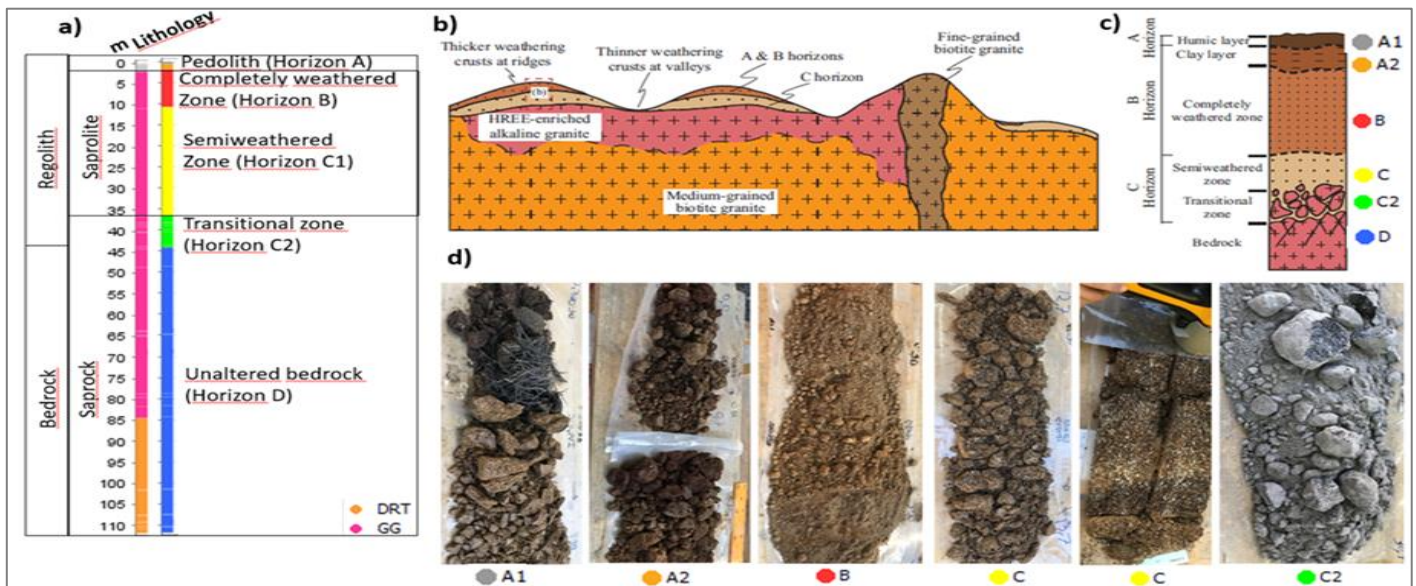 a)
m Lithology
Regolith
Saprolite
Bedrock
Saprock
0
5
10
15
20
25
30
35
40
45
50
55
60
65
70
75
80
85
90
95
100
105
110
Pedolith (Horizon A)
Completely weathered
Zone (Horizon B)
Semiweathered
Zone (Horizon C1)
Transitional zone
(Horizon C2)
Unaltered bedrock
(Horizon D)
DRT
GG
b)
Thicker weathering
crusts at ridges
Thinner weathering
crusts at valleys
A & B horizons
C horizon
Fine-grained
biotite granite
(b)
HREE-enriched
alkaline granite
Medium-grained
biotite granite
c)
A
Horizon
B
Horizon
C
Horizon
Humic layer
Clay layer
Completely
weathered zone
Semiweathered
zone
Transitional
zone
Bedrock
A1
A2
B
C
C2
D
d)
A1
A2
B
C
C
C2